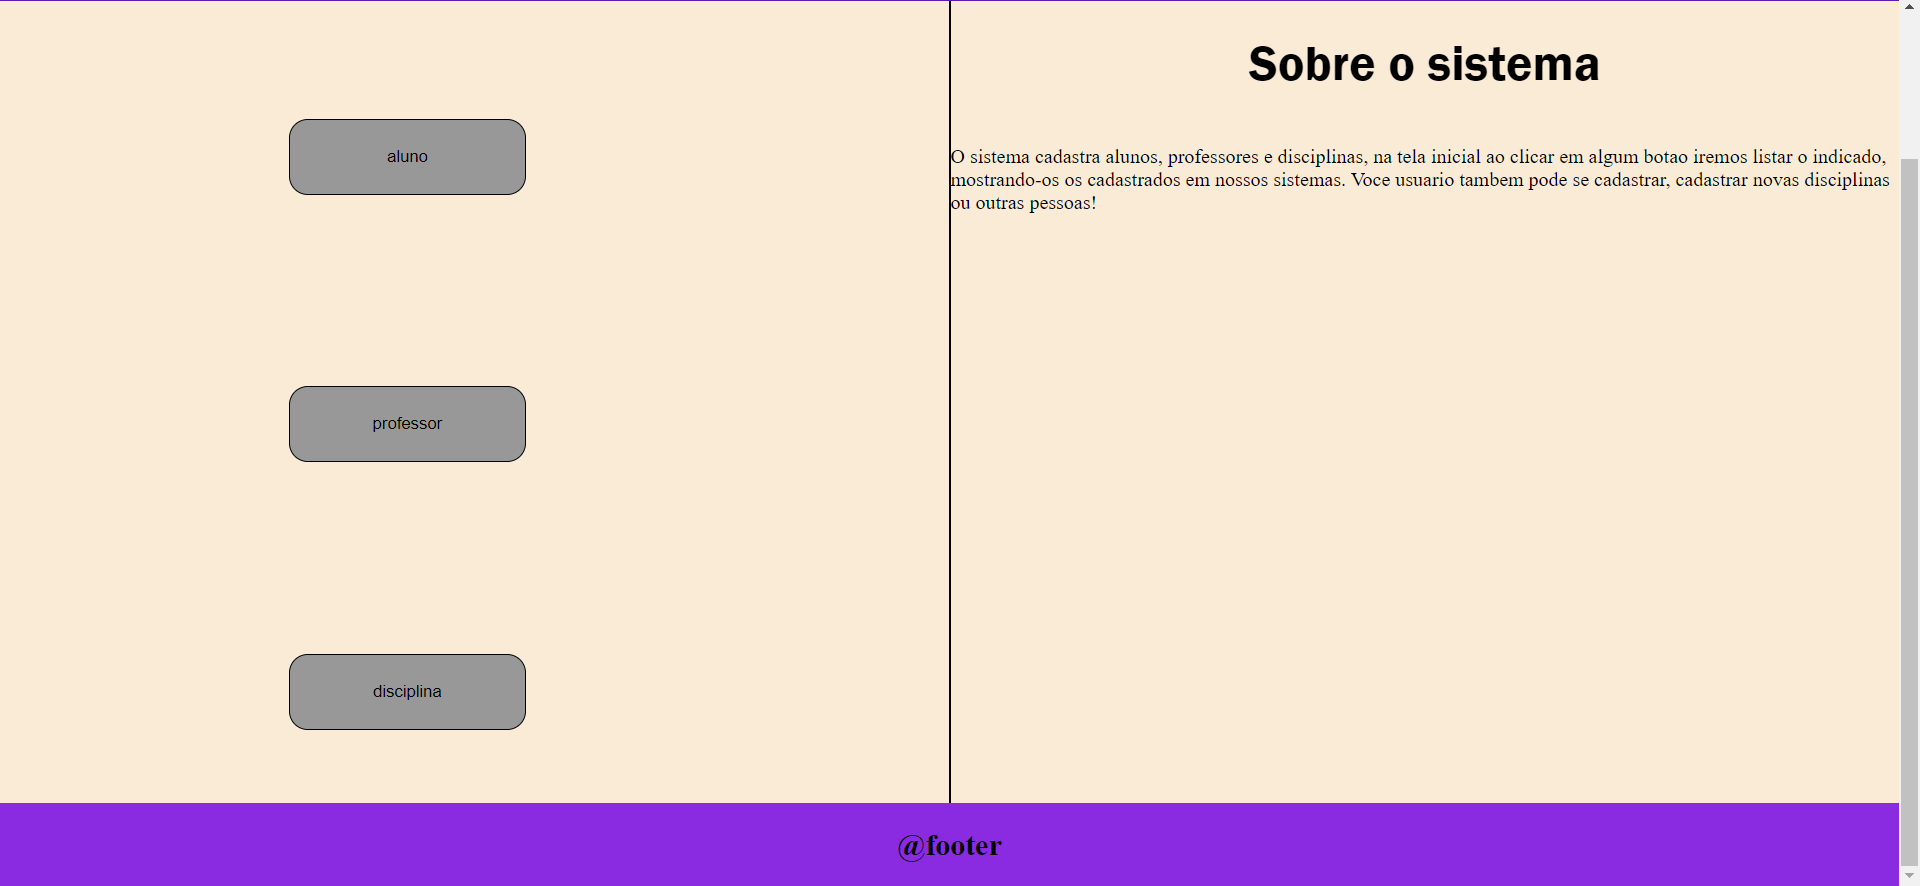 aluno
professor
disciplina
Sobre o sistema
O sistema cadastra alunos, professores e disciplinas, na tela inicial ao clicar em algum botao iremos listar o indicado,
mostrando-os os cadastrados em nossos sistemas. Voce usuario tambem pode se cadastrar, cadastrar novas disciplinas
ou outras pessoas!
@footer